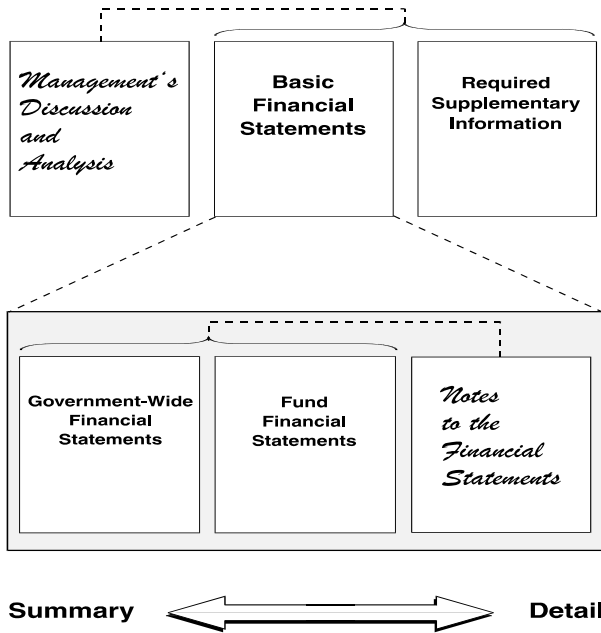 Management's
Discussion
and
Analysis
Basic
Financial
Statements
Required
Supplementary
Information
Government-Wide
Financial
Statements
Fund
Financial
Statements
Notes
to the
Financial
Statements
Summary
Detail